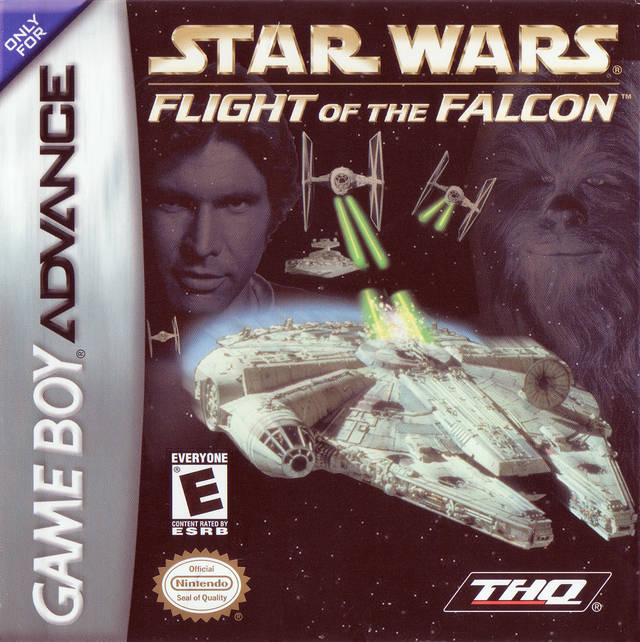 ONLY
FOR
GAME BOY ADVANCE®
STAR WARS®
FLIGHT OF THE FALCON™
EVERYONE
®
E
CONTENT RATED BY
ESRB
Official
Nintendo
Seal of Quality
®
THQ®